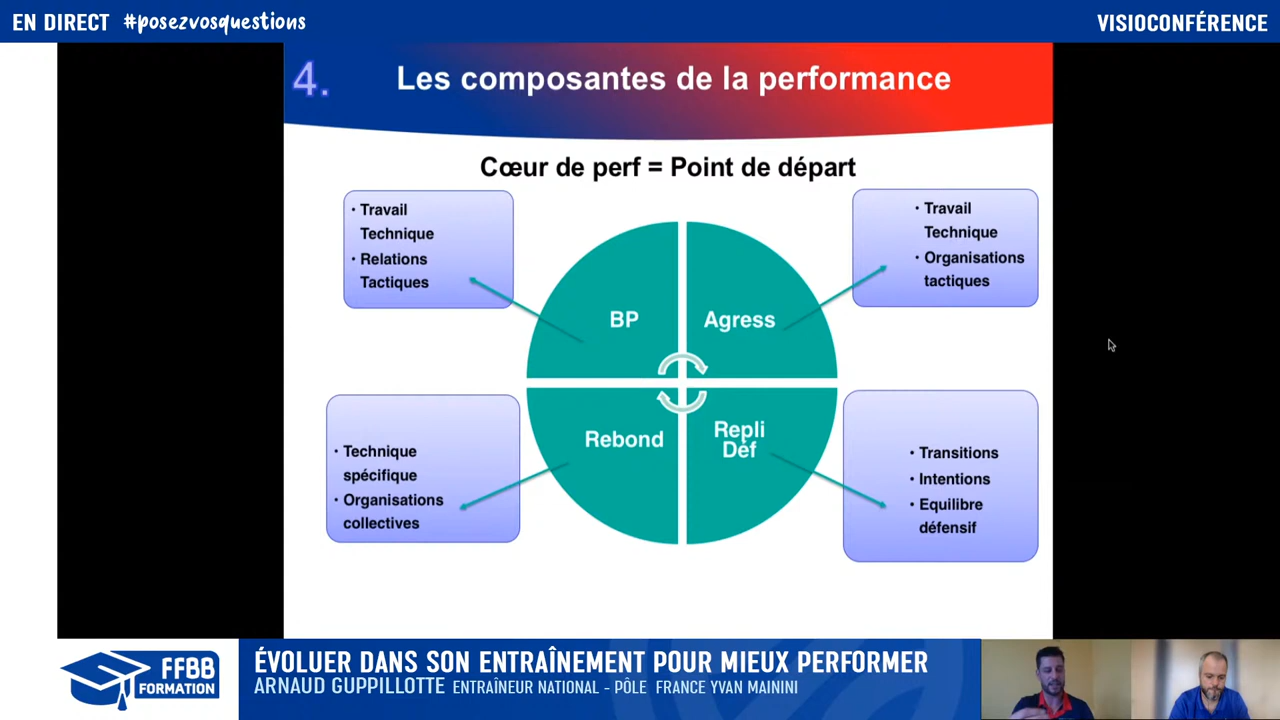 EN DIRECT #posezvosquestions
VISIOCONFÉRENCE
4.
Les composantes de la performance
Cœur de perf = Point de départ
• Travail
Technique
• Relations
Tactiques
• Travail
Technique
• Organisations
tactiques
BP
Agress
Rebond
Repli
Déf
• Technique
spécifique
• Organisations
collectives
• Transitions
• Intentions
• Equilibre
défensif
FFBB
FORMATION
ÉVOLUER DANS SON ENTRAÎNEMENT POUR MIEUX PERFORMER
ARNAUD GUPPILLOTTE ENTRAÎNEUR NATIONAL - PÔLE FRANCE YVAN MAININI